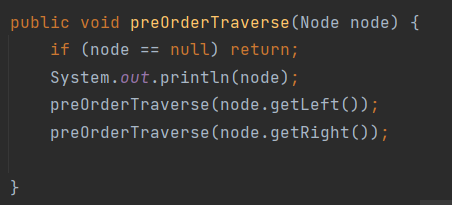 public void preOrderTraverse(Node node) {
    if (node == null) return;
    System.out.println(node);
    preOrderTraverse(node.getLeft());
    preOrderTraverse(node.getRight());
}